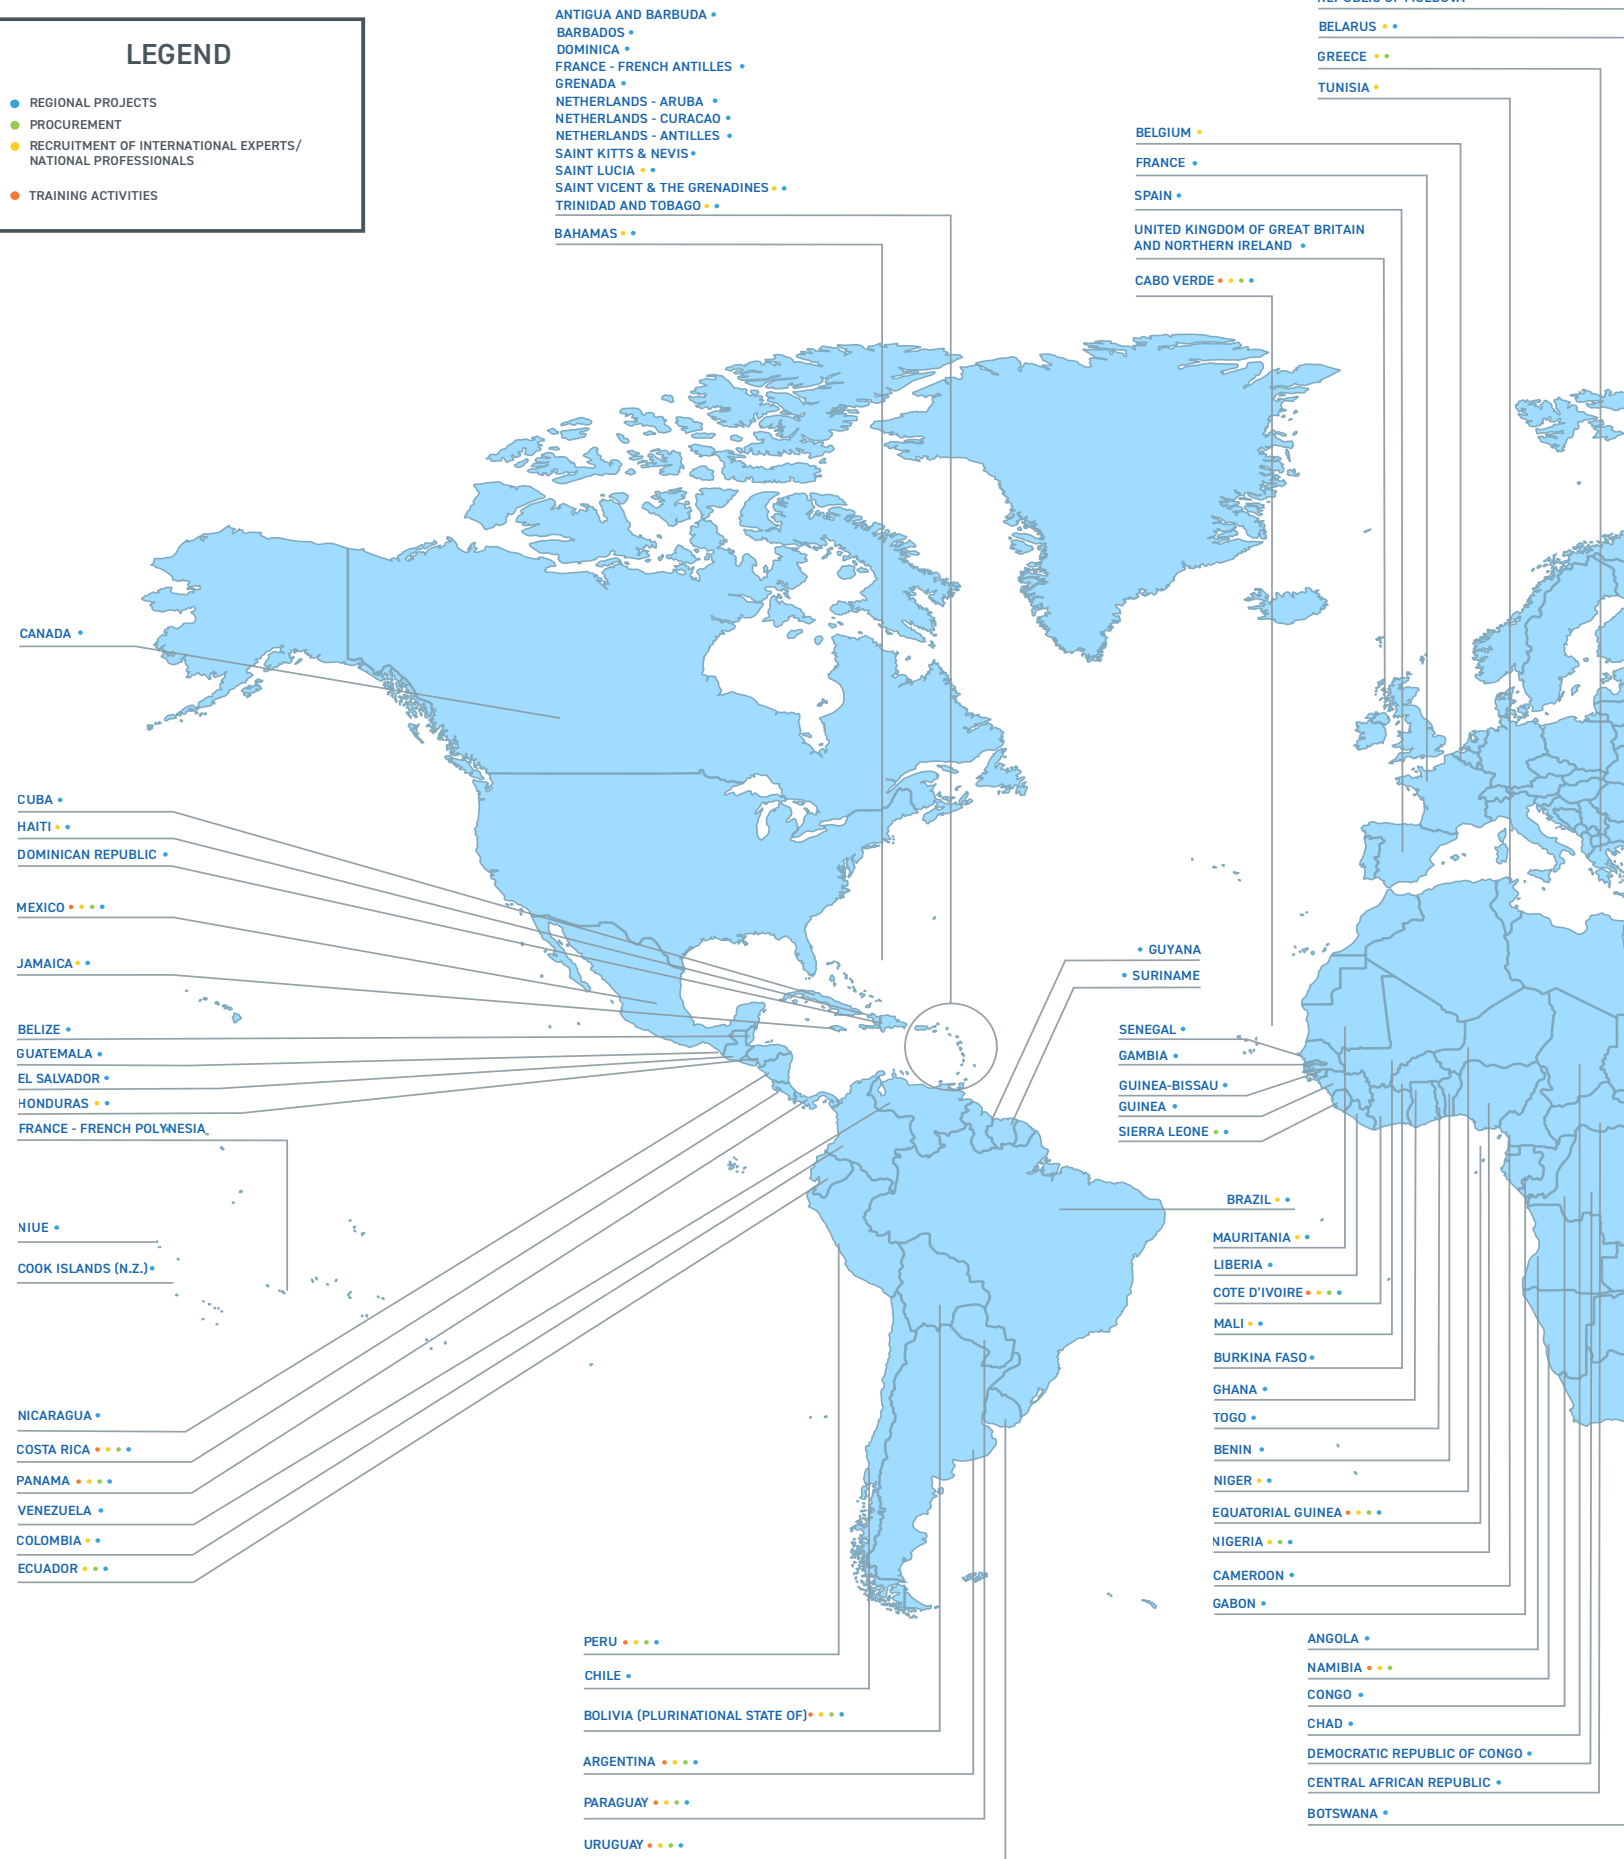 LEGEND
REGIONAL PROJECTS
PROCUREMENT
RECRUITMENT OF INTERNATIONAL EXPERTS/
NATIONAL PROFESSIONALS
TRAINING ACTIVITIES
ANTIGUA AND BARBUDA
BARBADOS
DOMINICA
FRANCE - FRENCH ANTILLES
GRENADA
NETHERLANDS - ARUBA
NETHERLANDS - CURACAO
NETHERLANDS - ANTILLES
SAINT KITTS & NEVIS
SAINT LUCIA
SAINT VICENT & THE GRENADINES
TRINIDAD AND TOBAGO
BAHAMAS
REPUBLIC OF MOLDOVA
BELARUS
GREECE
TUNISIA
BELGIUM
FRANCE
SPAIN
UNITED KINGDOM OF GREAT BRITAIN
AND NORTHERN IRELAND
CABO VERDE
CANADA
CUBA
HAITI
DOMINICAN REPUBLIC
MEXICO
JAMAICA
BELIZE
GUATEMALA
EL SALVADOR
HONDURAS
FRANCE - FRENCH POLYNESIA
NIUE
COOK ISLANDS (N.Z.)
NICARAGUA
COSTA RICA
PANAMA
VENEZUELA
COLOMBIA
ECUADOR
GUYANA
SURINAME
SENEGAL
GAMBIA
GUINEA-BISSAU
GUINEA
SIERRA LEONE
BRAZIL
MAURITANIA
LIBERIA
COTE D'IVOIRE
MALI
BURKINA FASO
GHANA
TOGO
BENIN
NIGER
EQUATORIAL GUINEA
NIGERIA
CAMEROON
GABON
PERU
CHILE
BOLIVIA (PLURINATIONAL STATE OF)
ARGENTINA
PARAGUAY
URUGUAY
ANGOLA
NAMIBIA
CONGO
CHAD
DEMOCRATIC REPUBLIC OF CONGO
CENTRAL AFRICAN REPUBLIC
BOTSWANA